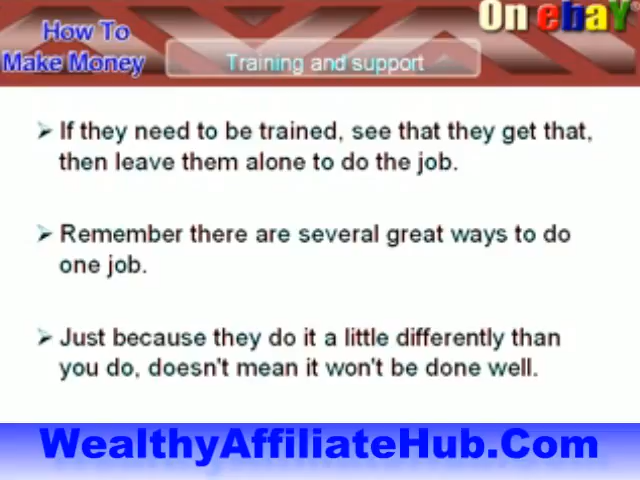 How To
Make Money
On ebaY
Training and support
➢ If they need to be trained, see that they get that,
then leave them alone to do the job.
➢ Remember there are several great ways to do
one job.
➢ Just because they do it a little differently than
you do, doesn't mean it won't be done well.
WealthyAffiliateHub.Com